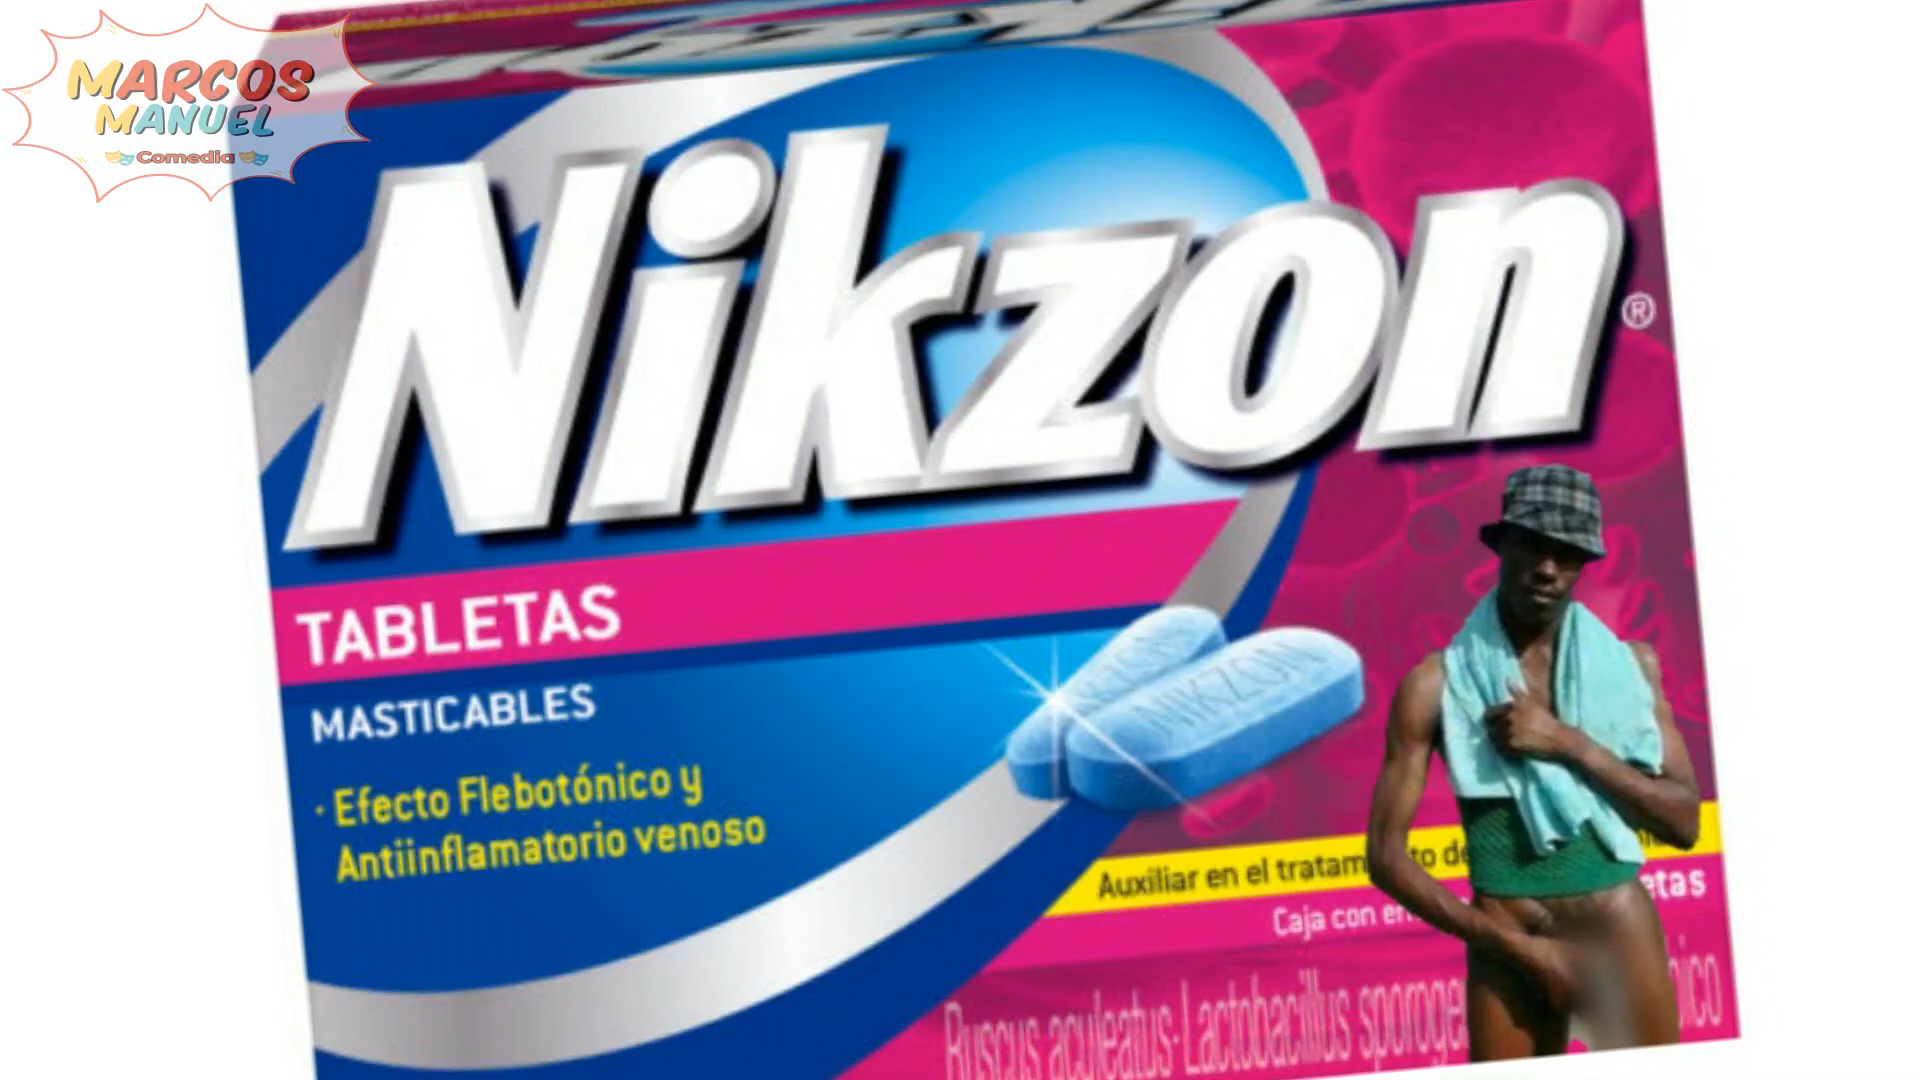 MARCOS
MANUEL
Comedia
Nikzon®
TABLETAS
MASTICABLES
NIKZON
· Efecto Flebotónico y
Antiinflamatorio venoso
Auxiliar en el
Caja con
Ruscus aculeatus·Lactobacillus